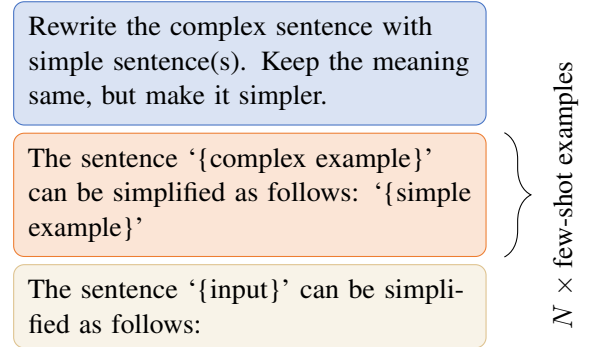 Rewrite the complex sentence with
simple sentence(s). Keep the meaning
same, but make it simpler.
The sentence ‘{complex example}’
can be simplified as follows: ‘{simple
example}’
The sentence ‘{input}’ can be simpli-
fied as follows:
N × few-shot examples